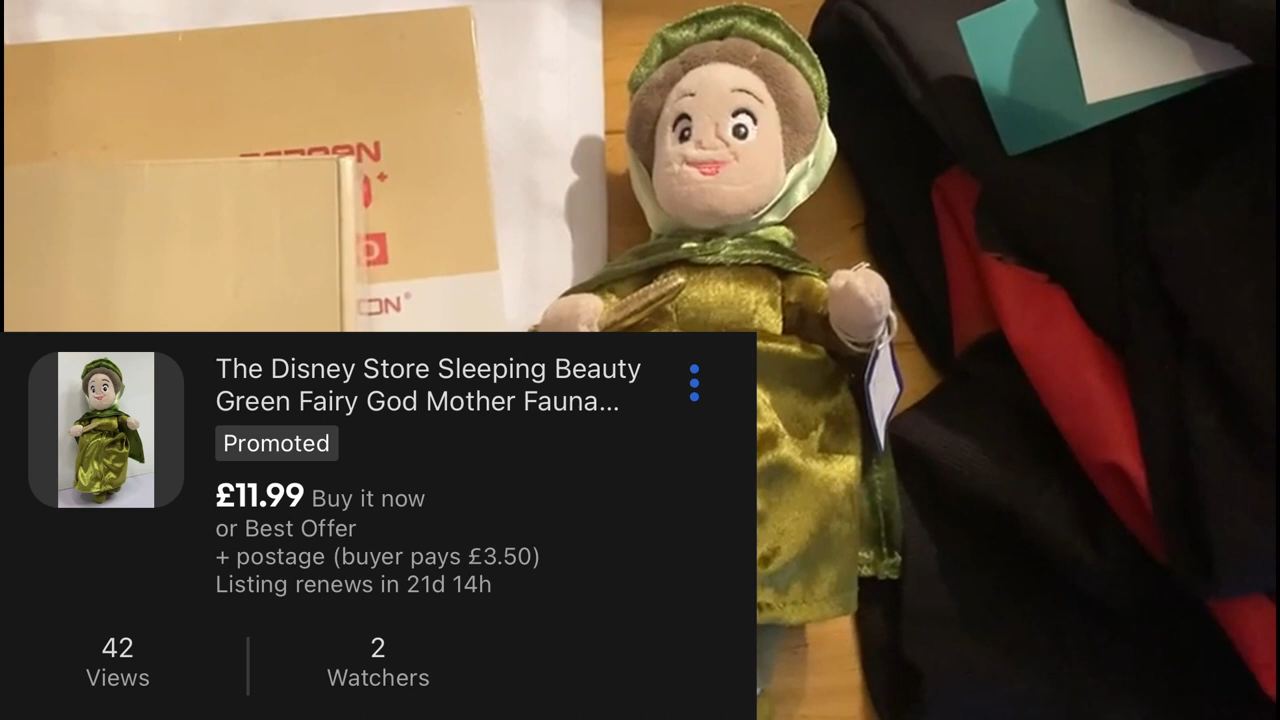 The Disney Store Sleeping Beauty
Green Fairy God Mother Fauna...
Promoted
£11.99 Buy it now
or Best Offer
+ postage (buyer pays £3.50)
Listing renews in 21d 14h
42
Views
2
Watchers